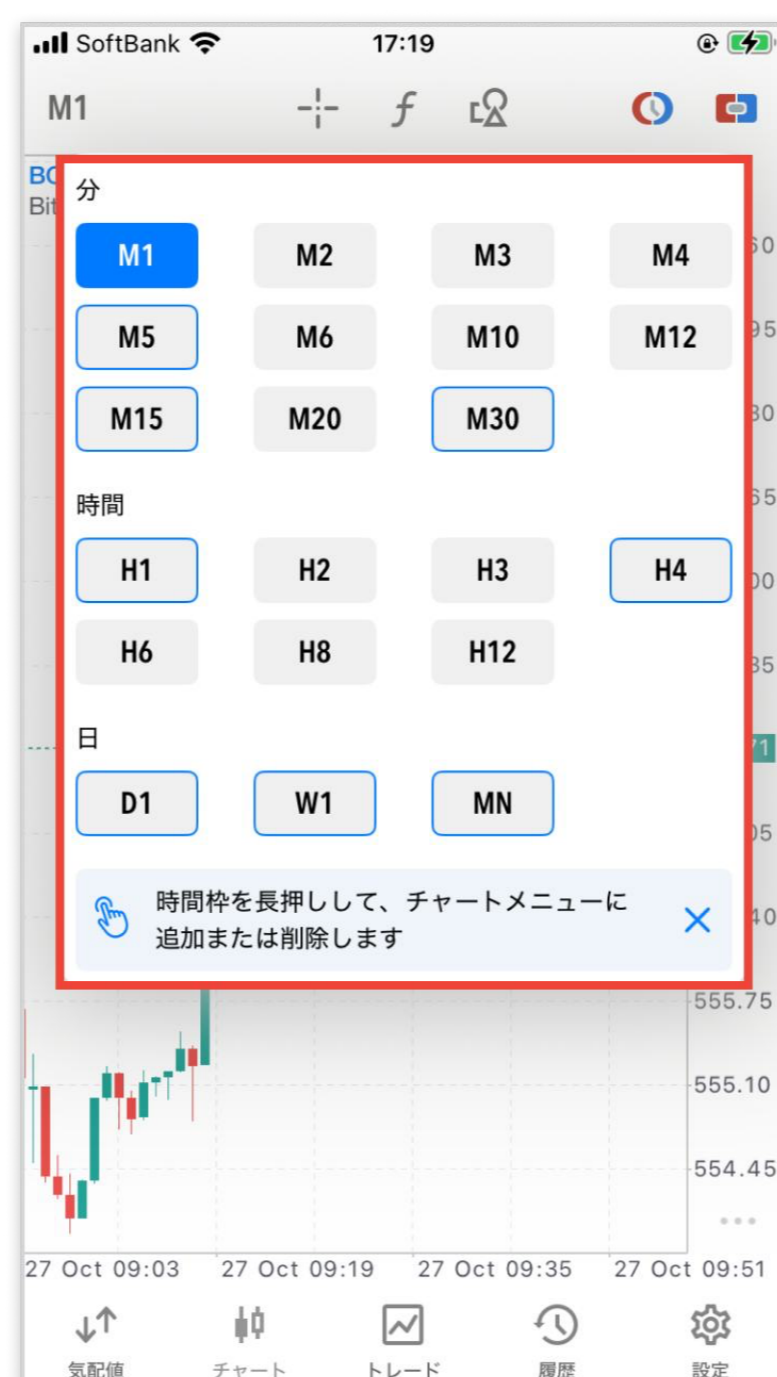 SoftBank 17:19
M1 f
BC
Bit
分
M1 M2 M3 M4
M5 M6 M10 M12
M15 M20 M30
時間
H1 H2 H3 H4
H6 H8 H12
日
D1 W1 MN
時間枠を長押しして、チャートメニューに
追加または削除します
555.75
555.10
554.45
27 Oct 09:03 27 Oct 09:19 27 Oct 09:35 27 Oct 09:51
気配値 チャート トレード 履歴 設定